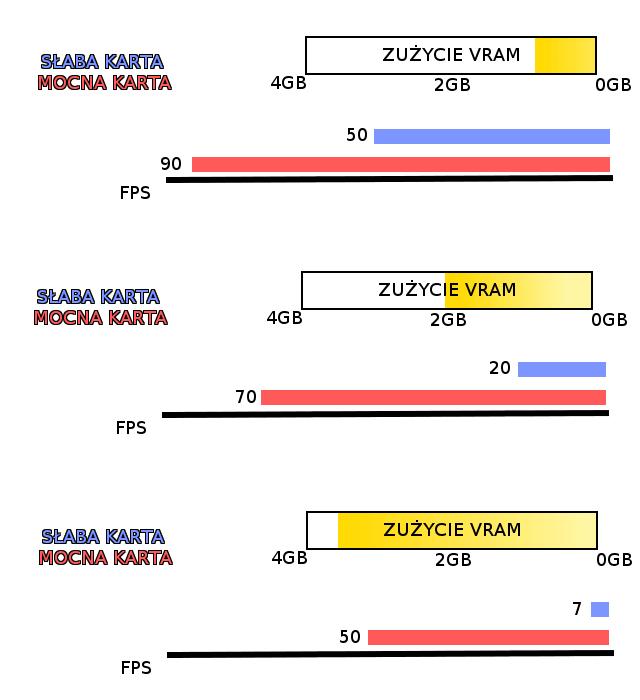 SŁABA KARTA
MOCNA KARTA
ZUŻYCIE VRAM
4GB 2GB 0GB
50
90
FPS
SŁABA KARTA
MOCNA KARTA
ZUŻYCIE VRAM
4GB 2GB 0GB
20
70
FPS
SŁABA KARTA
MOCNA KARTA
ZUŻYCIE VRAM
4GB 2GB 0GB
7
50
FPS